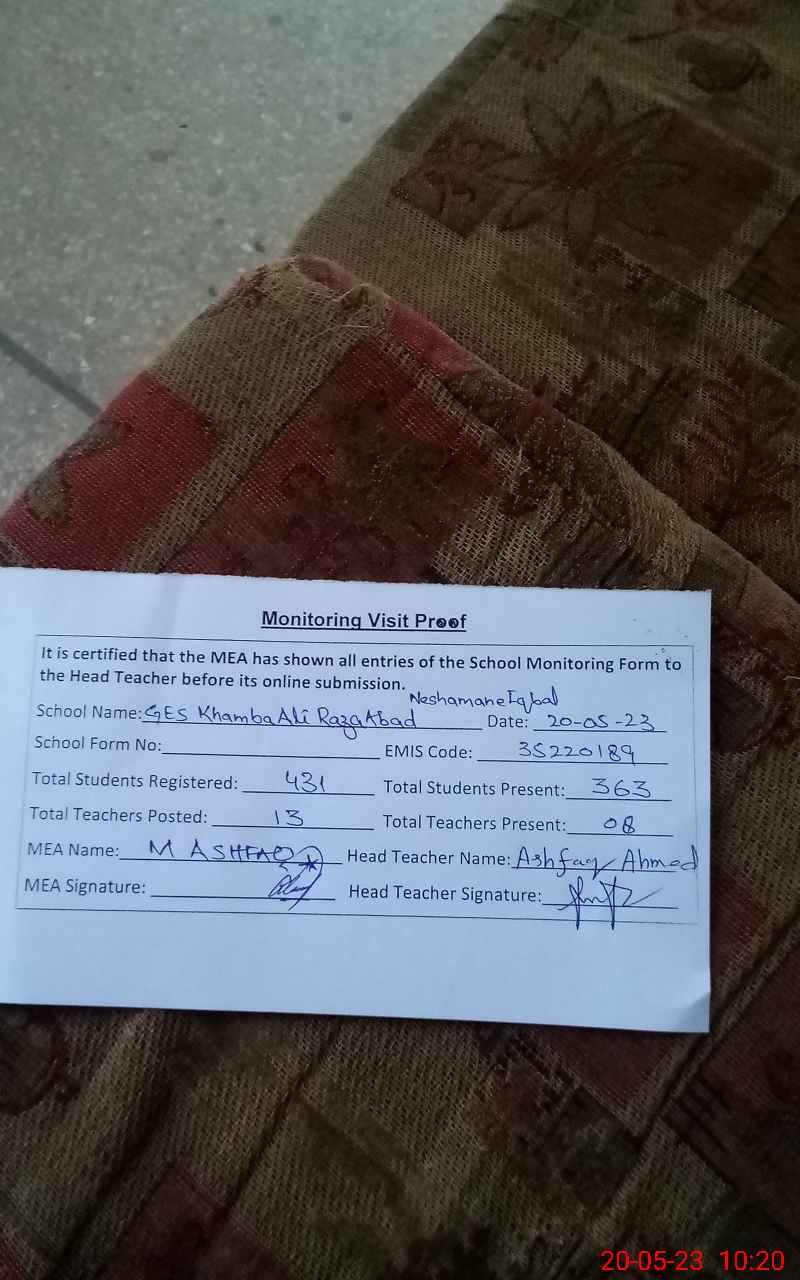 Monitoring Visit Proof
It is certified that the MEA has shown all entries of the School Monitoring Form to
the Head Teacher before its online submission.
Neshamane Iqbal
School Name: GES Khamba Ali Raza Abad Date: 20-05-23
School Form No: EMIS Code: 35220189
Total Students Registered: 431 Total Students Present: 363
Total Teachers Posted: 13 Total Teachers Present: 08
MEA Name: M ASHFAQ Head Teacher Name: Ashfaq Ahmed
MEA Signature: Head Teacher Signature:
20-05-23 10:20